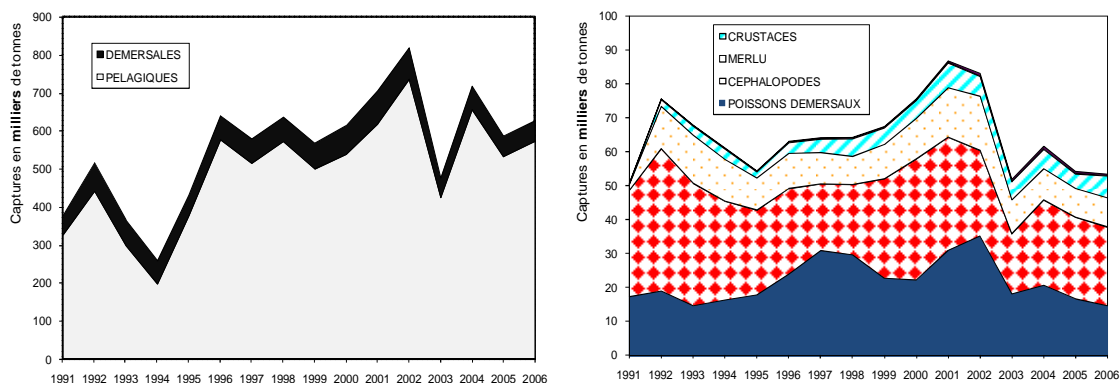 Captures en milliers de tonnes
900
800
700
600
500
400
300
200
100
0
DEMERSALES
PELAGIQUES
1991 1992 1993 1994 1995 1996 1997 1998 1999 2000 2001 2002 2003 2004 2005 2006
Captures en milliers de tonnes
100
90
80
70
60
50
40
30
20
10
0
CRUSTACES
MERLU
CEPHALOPODES
POISSONS DEMERSAUX
1991 1992 1993 1994 1995 1996 1997 1998 1999 2000 2001 2002 2003 2004 2005 2006